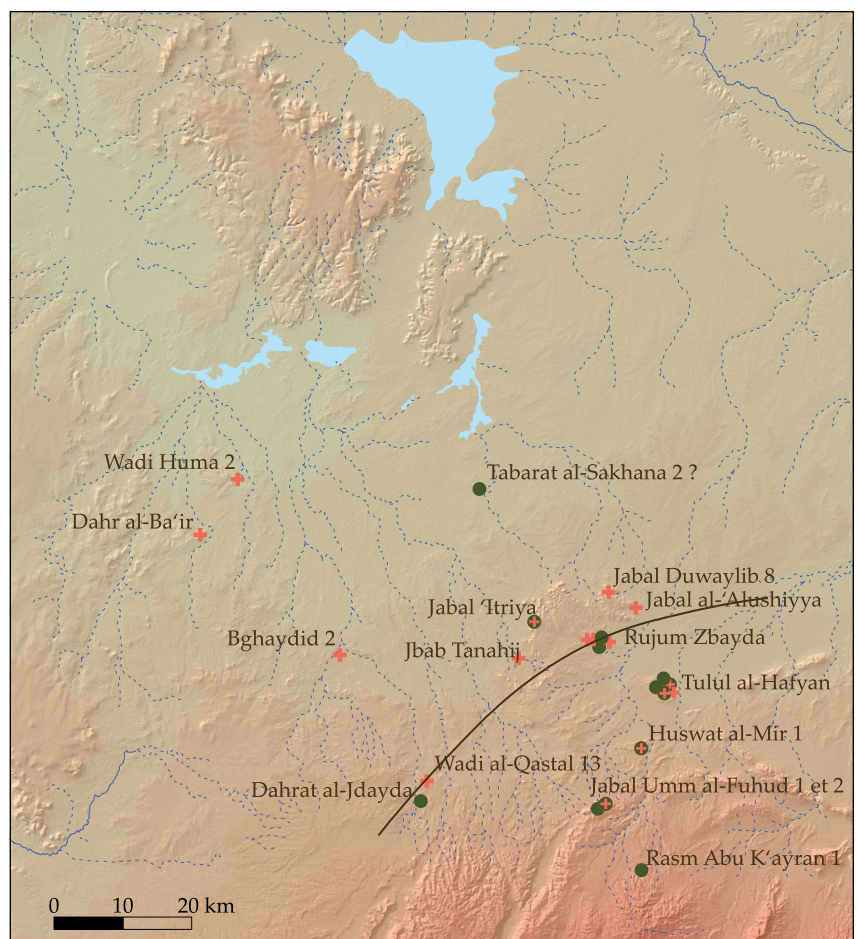 Wadi Huma 2
Tabarat al-Sakhana 2 ?
Dahr al-Ba‘ir
Jabal Duwaylib 8
Jabal al-‘Alushiyya
Jabal ‘Itriya
Rujum Zbayda
Bghaydid 2
Jbab Tanahij
Tulul al-Hafyan
Huswat al-Mir 1
Wadi al-Qastal 13
Dahrat al-Jdayda
Jabal Umm al-Fuhud 1 et 2
Rasm Abu K‘ayran 1
0 10 20 km